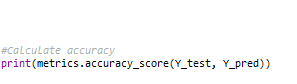 #Calculate accuracy
print(metrics.accuracy_score(Y_test, Y_pred))